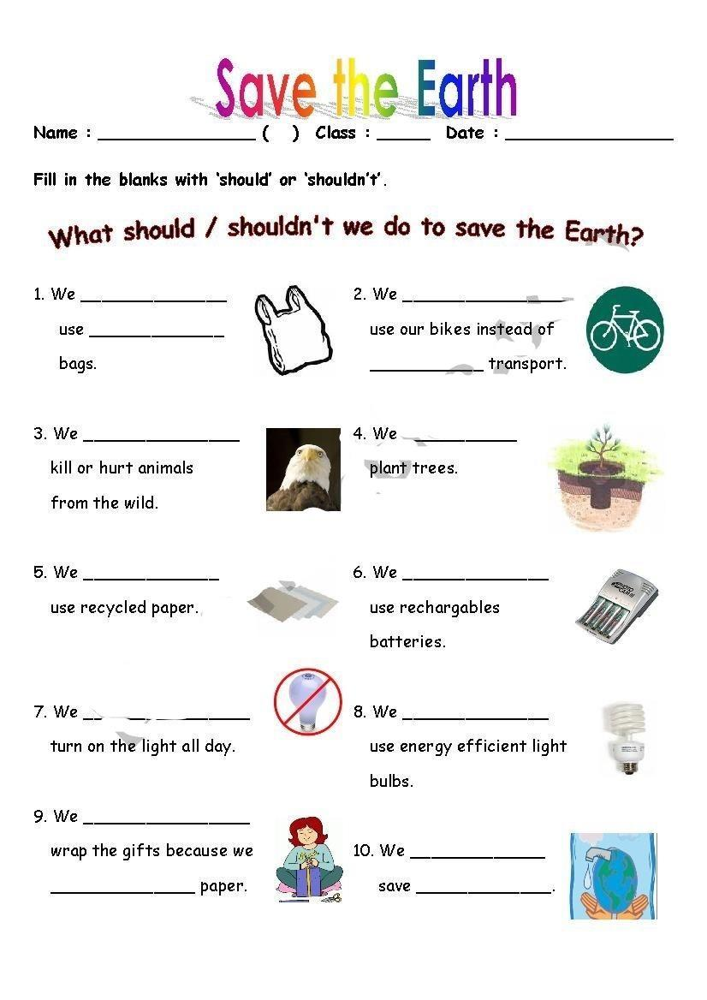 Save the Earth
Name : _______________ ( ) Class : _____ Date : ________________
Fill in the blanks with ‘should’ or ‘shouldn’t’.
What should / shouldn't we do to save the Earth?
1. We ______________
use _____________
bags.
2. We ________________
use our bikes instead of
___________ transport.
3. We _______________
kill or hurt animals
from the wild.
4. We __________
plant trees.
5. We _____________
use recycled paper.
6. We ______________
use rechargables
batteries.
7. We ________________
turn on the light all day.
8. We ______________
use energy efficient light
bulbs.
9. We ________________
wrap the gifts because we
______________ paper.
10. We _____________
save _____________.